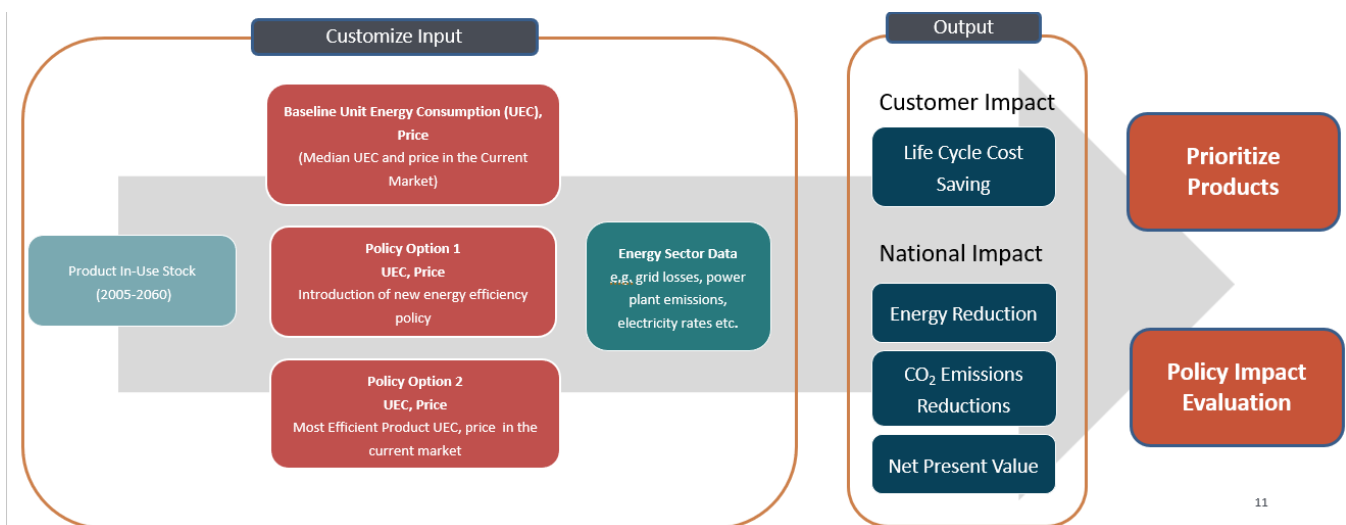 Customize Input
Baseline Unit Energy Consumption (UEC),
Price
(Median UEC and price in the Current
Market)
Product In-Use Stock
(2005-2060)
Policy Option 1
UEC, Price
Introduction of new energy efficiency
policy
Policy Option 2
UEC, Price
Most Efficient Product UEC, price in the
current market
Energy Sector Data
e.g. grid losses, power
plant emissions,
electricity rates etc.
Output
Customer Impact
Life Cycle Cost
Saving
National Impact
Energy Reduction
CO₂ Emissions
Reductions
Net Present Value
Prioritize
Products
Policy Impact
Evaluation
11